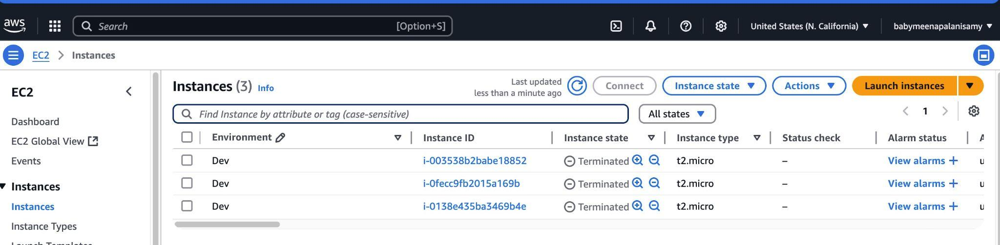 aws
Search [Option+S]
United States (N. California)
babymeenapalanisamy
EC2 > Instances
EC2
Dashboard
EC2 Global View
Events
Instances
Instances
Instance Types
Launch Templates
Instances (3) Info
Last updated
less than a minute ago
Connect
Instance state
Actions
Launch instances
Find Instance by attribute or tag (case-sensitive)
All states
1
Environment Instance ID Instance state Instance type Status check Alarm status A
Dev i-003538b2babe18852 Terminated t2.micro – View alarms + u
Dev i-0fecc9fb2015a169b Terminated t2.micro – View alarms + u
Dev i-0138e435ba3469b4e Terminated t2.micro – View alarms + u